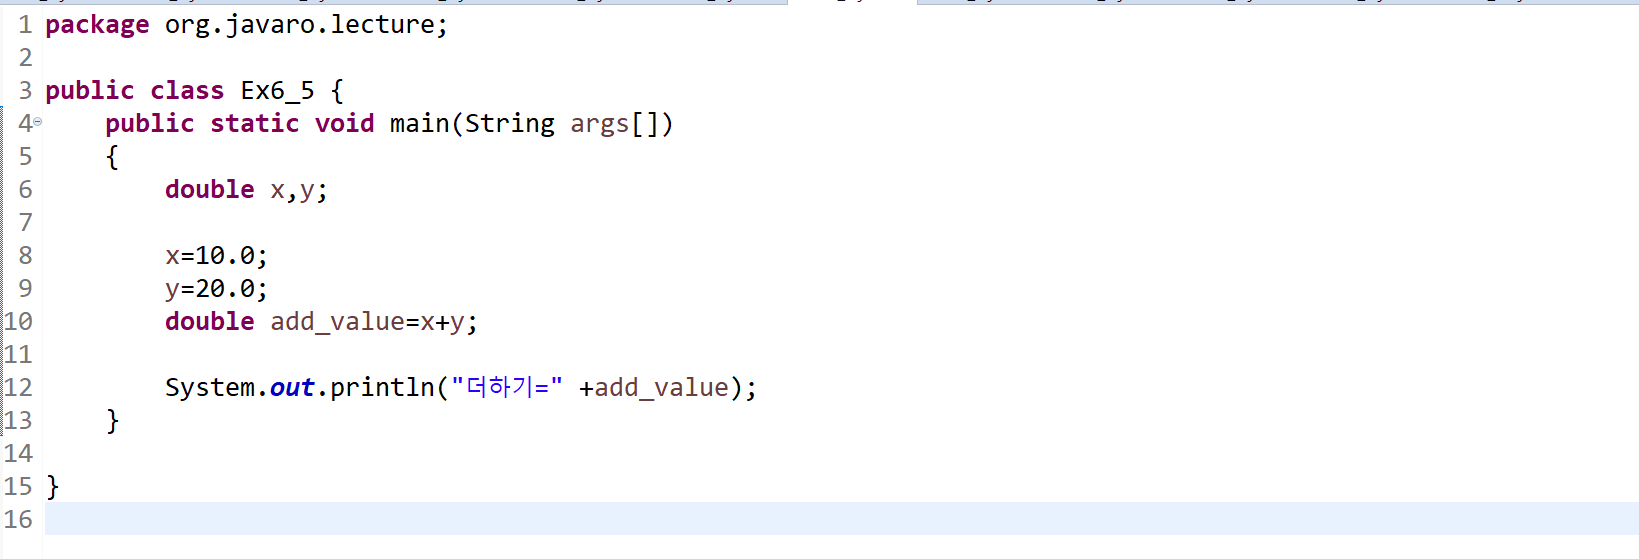 1 package org.javaro.lecture;
2
3 public class Ex6_5 {
4 public static void main(String args[])
5 {
6 double x,y;
7
8 x=10.0;
9 y=20.0;
10 double add_value=x+y;
11
12 System.out.println("더하기=" +add_value);
13 }
14
15 }
16